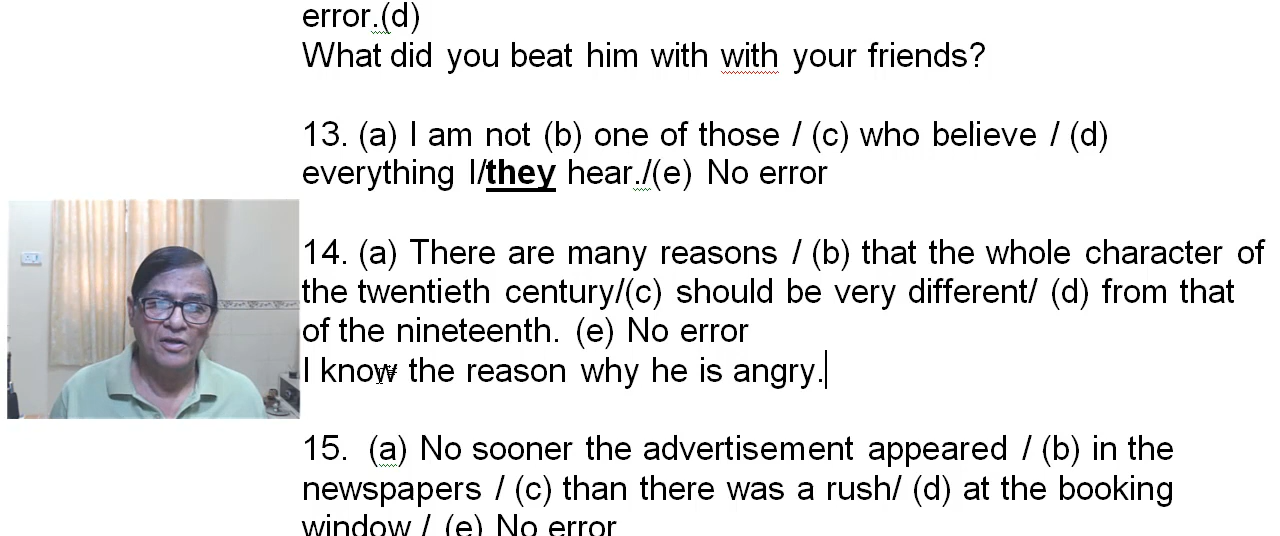 error.(d)
What did you beat him with with your friends?
13. (a) I am not (b) one of those / (c) who believe / (d)
everything I/they hear./(e) No error
14. (a) There are many reasons / (b) that the whole character of
the twentieth century/(c) should be very different/ (d) from that
of the nineteenth. (e) No error
I know the reason why he is angry.
15. (a) No sooner the advertisement appeared / (b) in the
newspapers / (c) than there was a rush/ (d) at the booking
window / (e) No error